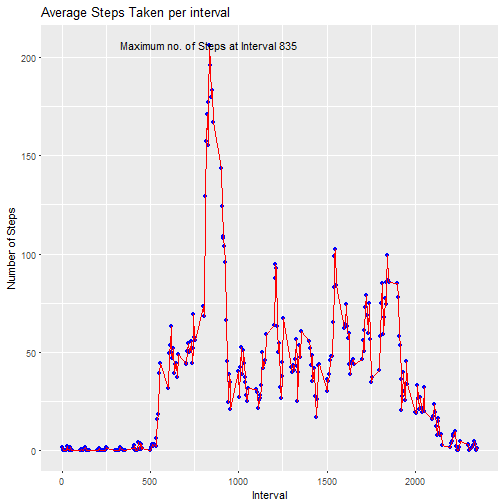 Average Steps Taken per interval
Maximum no. of Steps at Interval 835
Number of Steps
200
150
100
50
0
0
500
1000
1500
2000
Interval